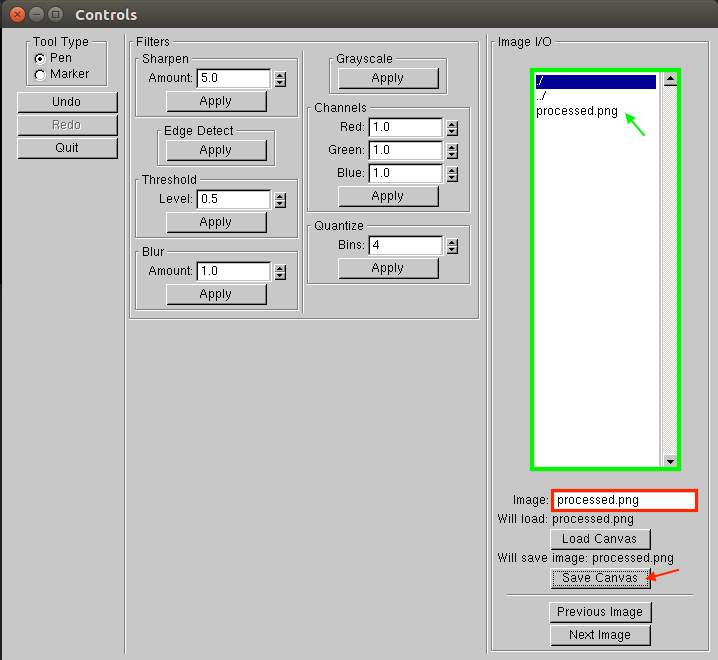 Controls
Tool Type
Pen
Marker
Undo
Redo
Quit
Filters
Sharpen
Amount: 5.0
Apply
Edge Detect
Apply
Threshold
Level: 0.5
Apply
Blur
Amount: 1.0
Apply
Grayscale
Apply
Channels
Red: 1.0
Green: 1.0
Blue: 1.0
Apply
Quantize
Bins: 4
Apply
Image I/O
./
../
processed.png
Image: processed.png
Will load: processed.png
Load Canvas
Will save image: processed.png
Save Canvas
Previous Image
Next Image